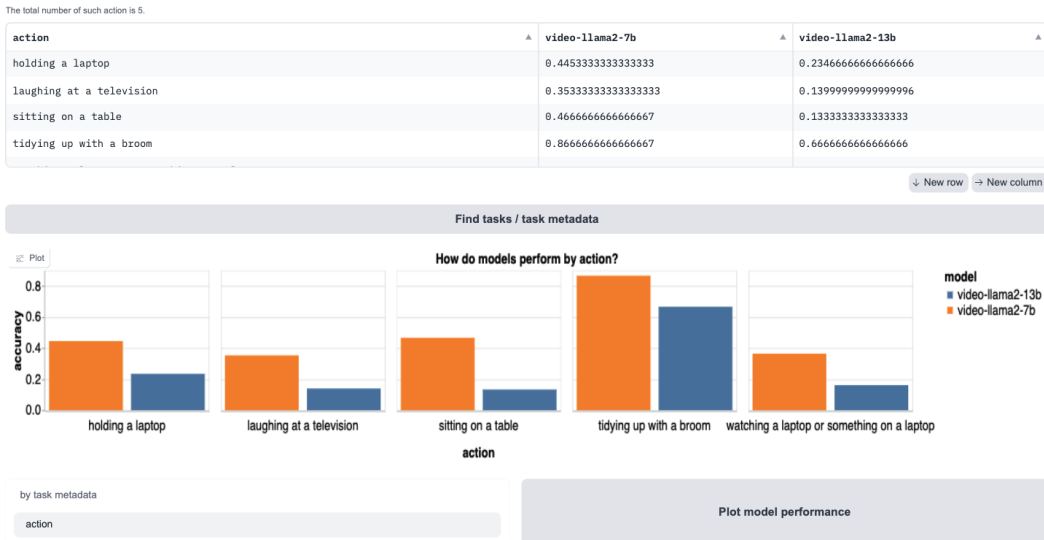 The total number of such action is 5.
action video-llama2-7b video-llama2-13b
holding a laptop 0.4453333333333333 0.23466666666666666
laughing at a television 0.35333333333333333 0.13999999999999996
sitting on a table 0.4666666666666667 0.1333333333333333
tidying up with a broom 0.8666666666666667 0.6666666666666666
↓ New row → New column
Find tasks / task metadata
Plot
How do models perform by action?
model
video-llama2-13b
video-llama2-7b
accuracy
0.8
0.6
0.4
0.2
0.0
holding a laptop laughing at a television sitting on a table tidying up with a broom watching a laptop or something on a laptop
action
by task metadata
action
Plot model performance